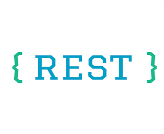 { REST }